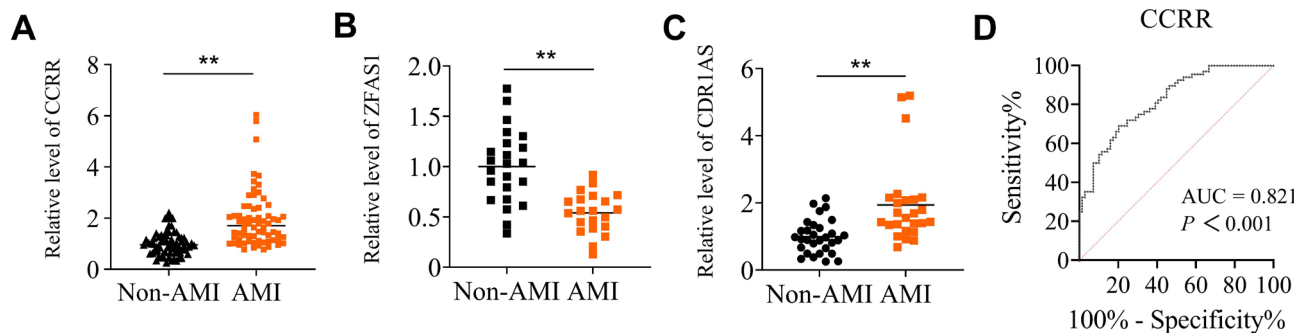 A
Relative level of CCRR
8
6
4
2
0
**
Non-AMI AMI
B
Relative level of ZFAS1
2.0
1.5
1.0
0.5
0.0
**
Non-AMI AMI
C
Relative level of CDR1AS
6
4
2
0
**
Non-AMI AMI
D
CCRR
Sensitivity%
100
80
60
40
20
0
AUC = 0.821
P < 0.001
20 40 60 80 100
100% - Specificity%